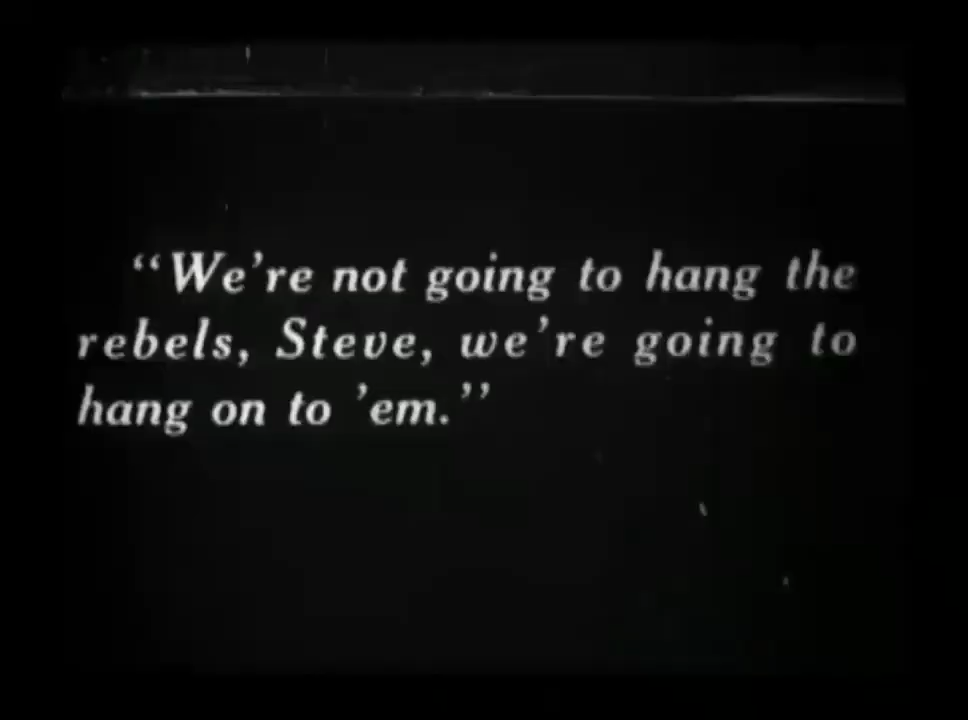 “We’re not going to hang the
rebels, Steve, we’re going to
hang on to ’em.”